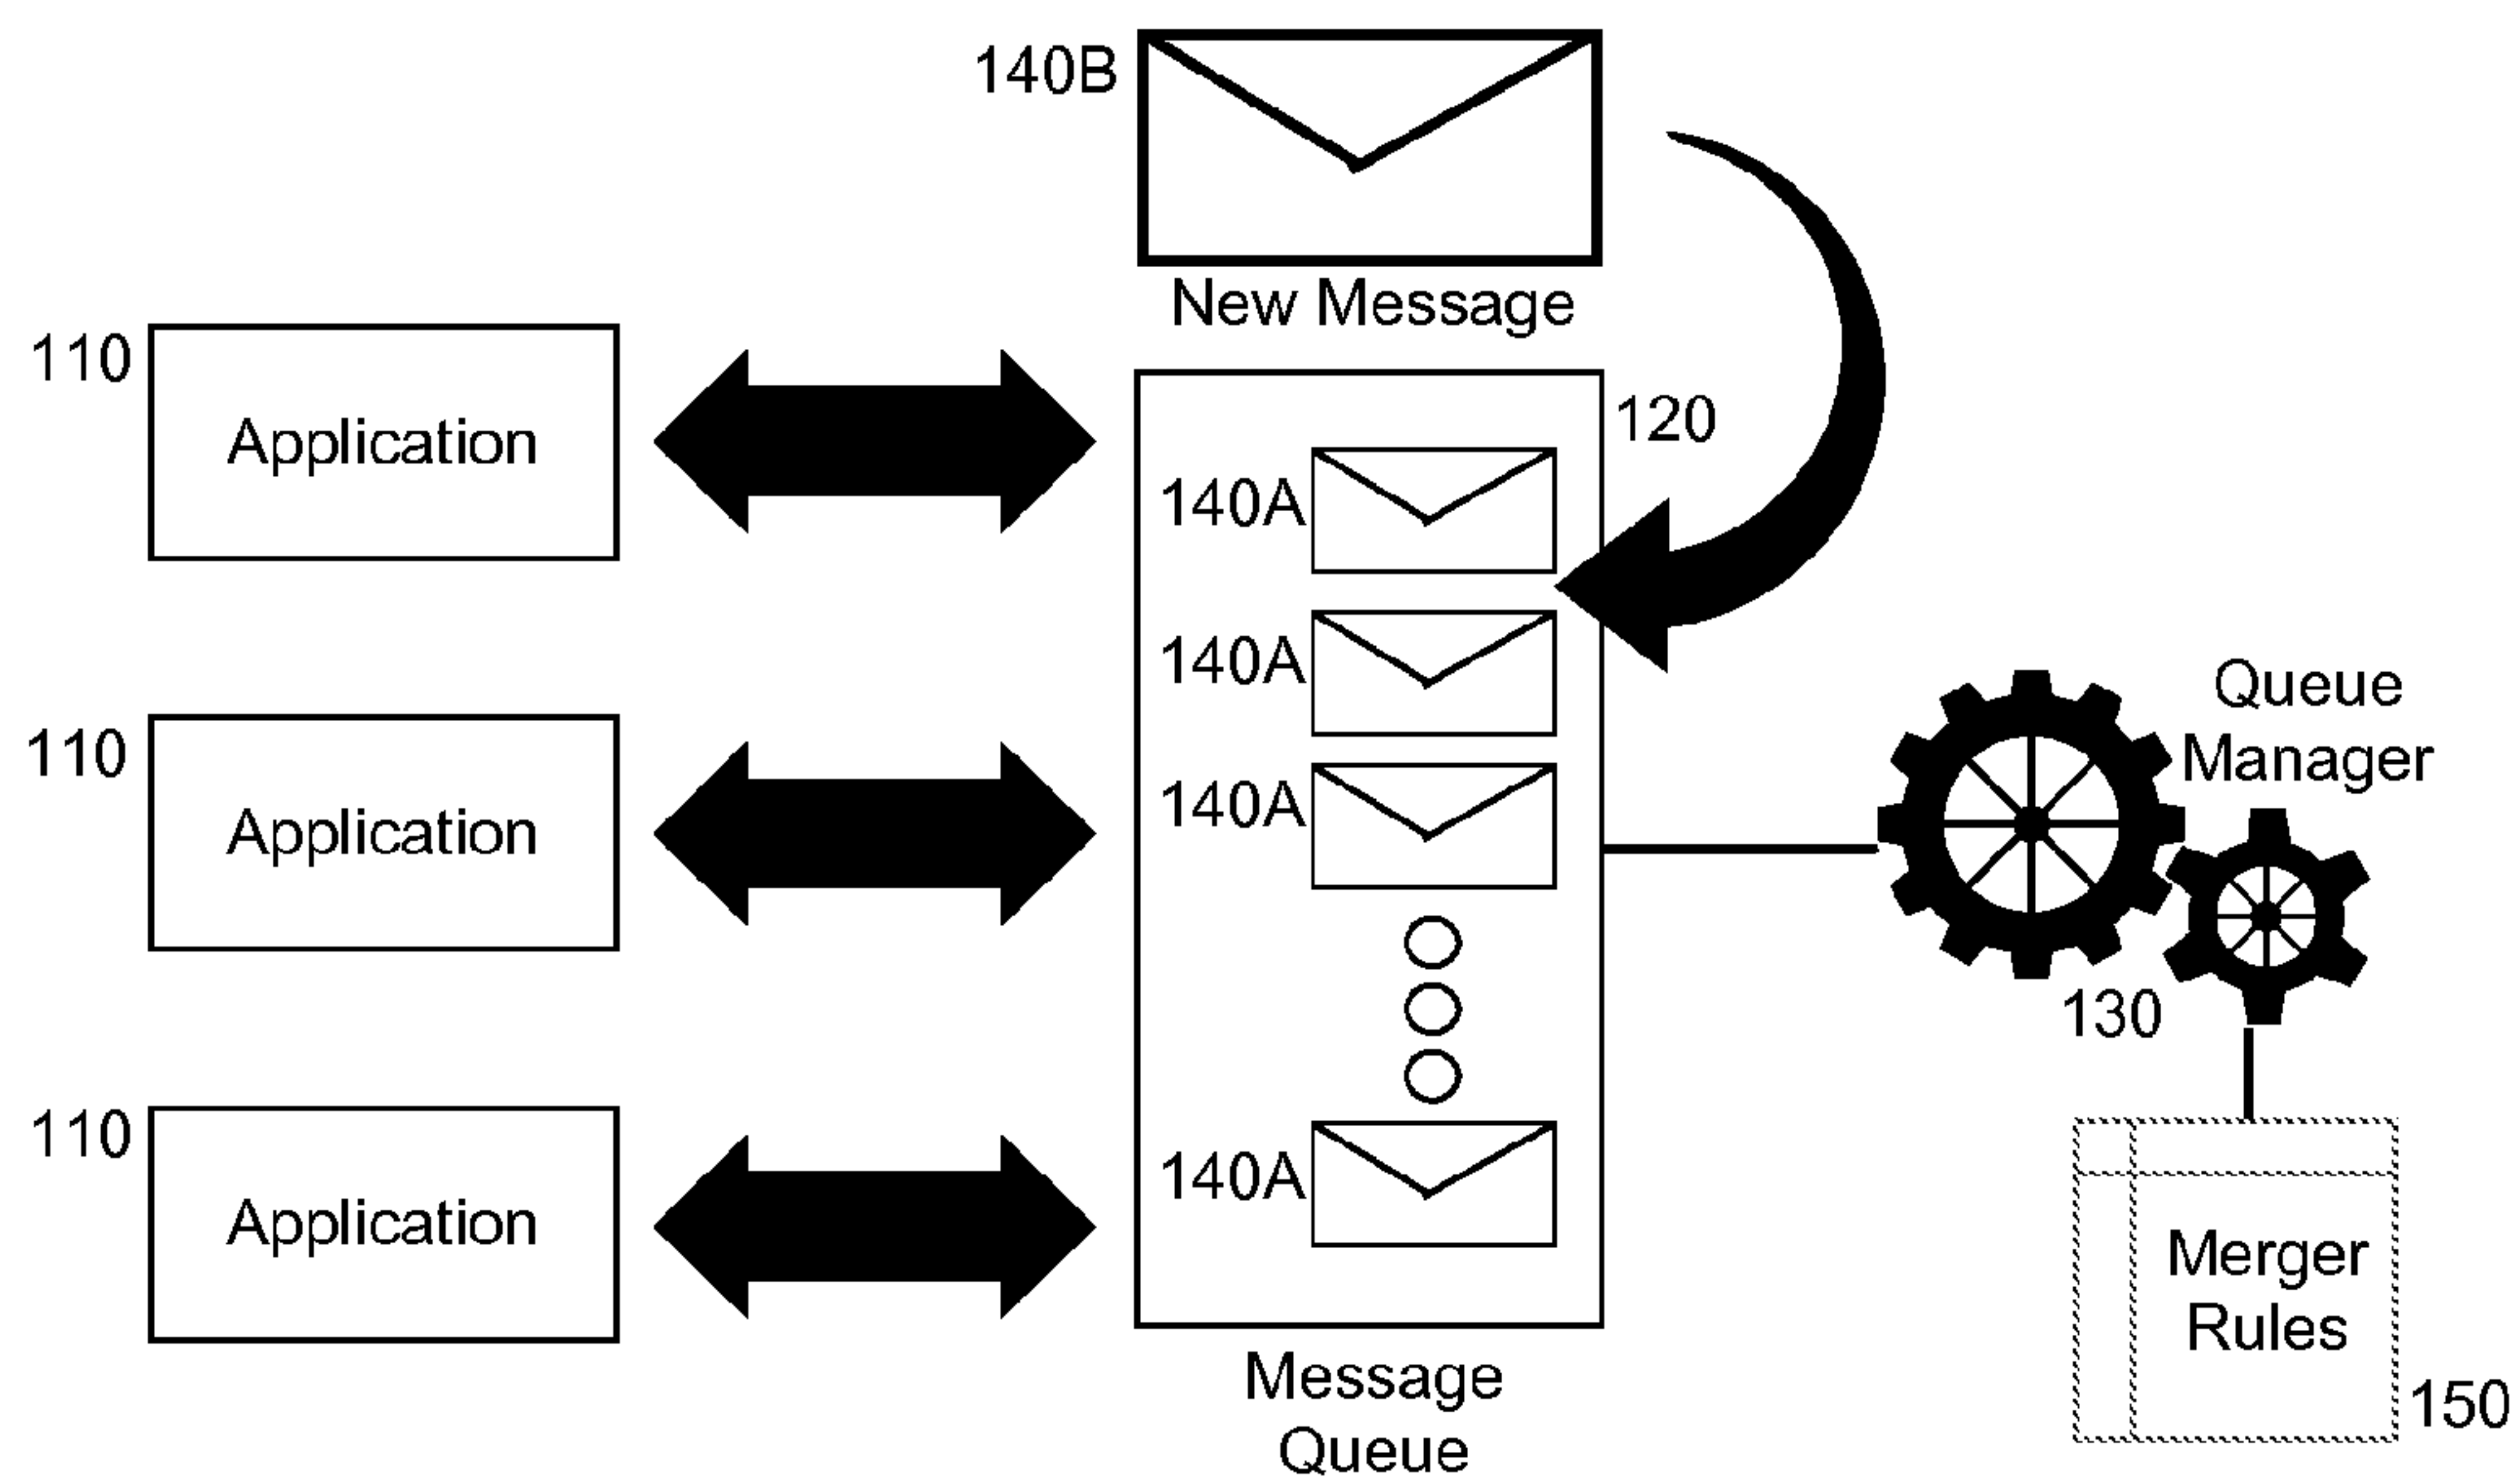 140B
New Message
110
Application
120
140A
140A
Queue
Manager
110
Application
140A
130
110
Application
140A
Merger
Rules
150
Message
Queue